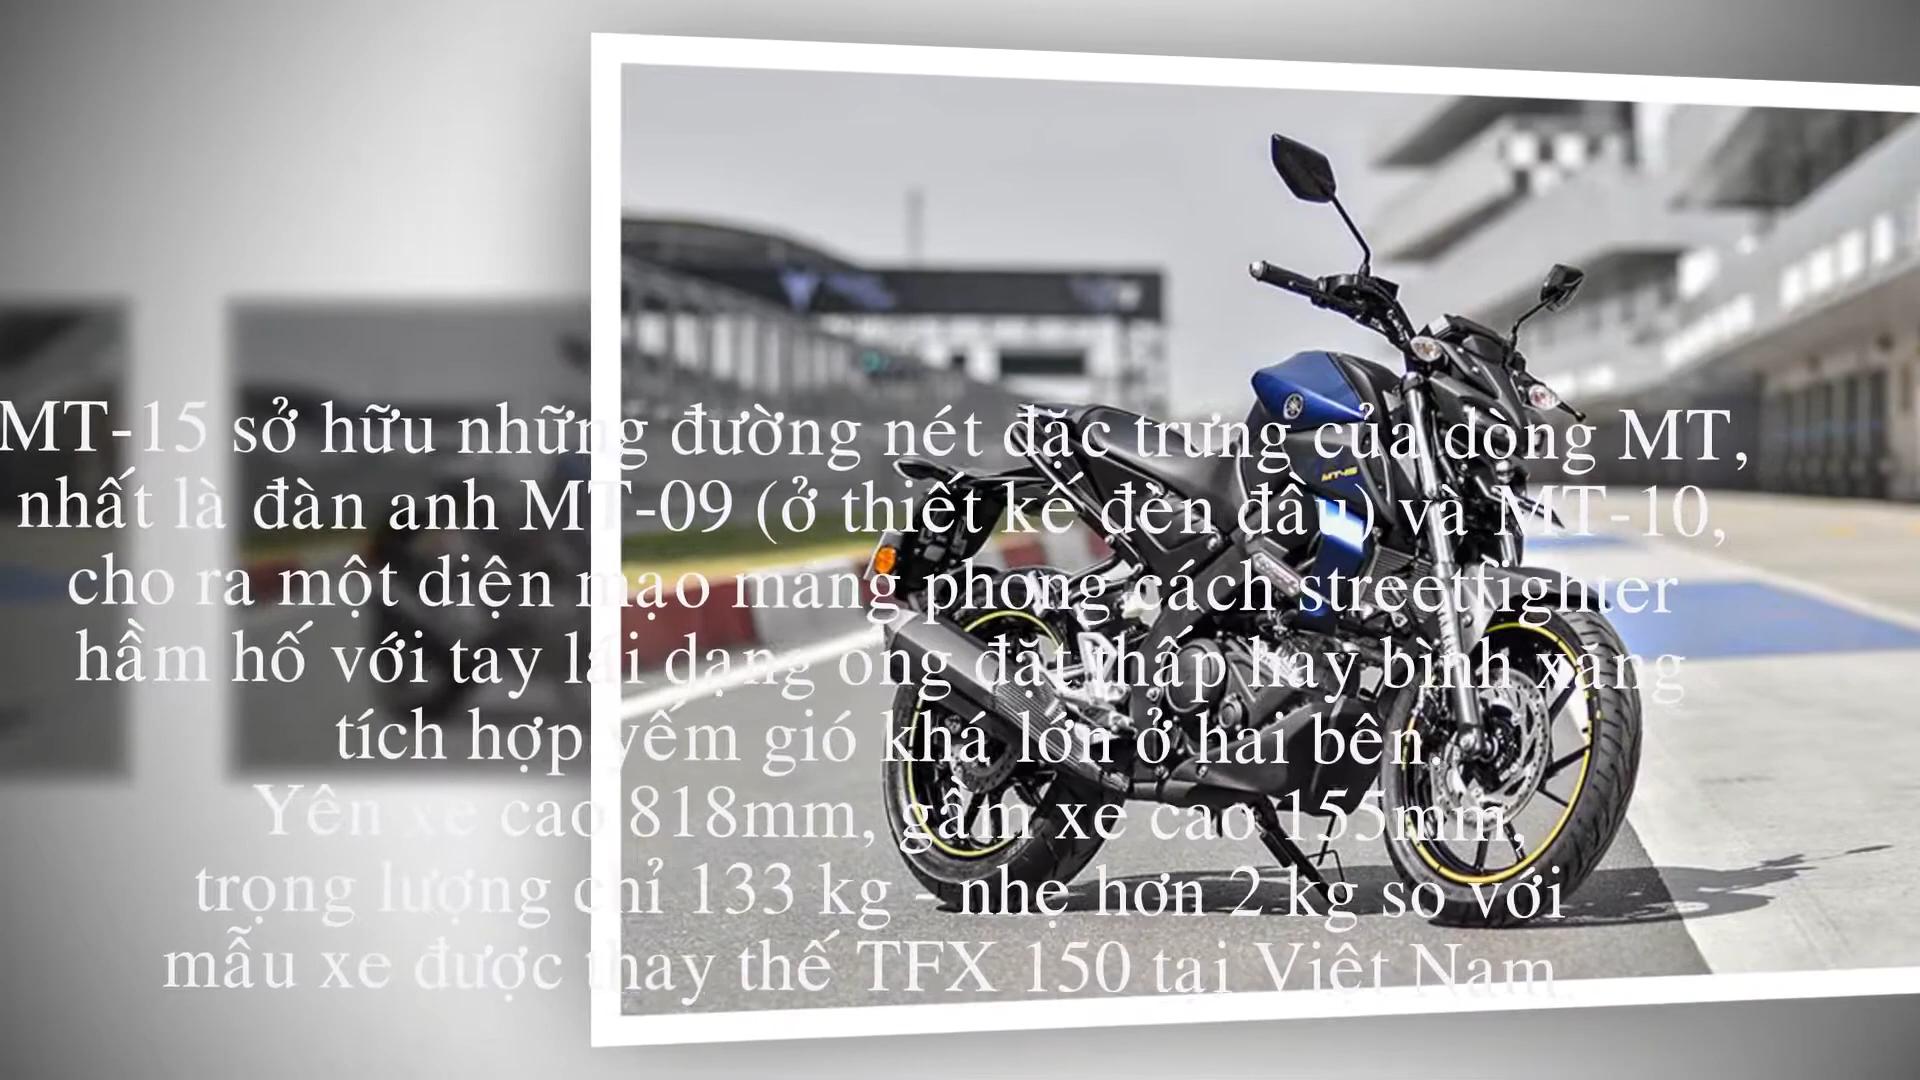 MT-15 sở hữu những đường nét đặc trưng của dòng MT,
nhất là đàn anh MT-09 (ở thiết kế đèn đầu) và MT-10,
cho ra một diện mạo mang phong cách streetfighter
hầm hố với tay lái dạng ống đặt thấp hay bình xăng
tích hợp yếm gió khá lớn ở hai bên.
Yên xe cao 818mm, gầm xe cao 155mm,
trọng lượng chỉ 133 kg - nhẹ hơn 2 kg so với
mẫu xe được thay thế TFX 150 tại Việt Nam.
MT-15